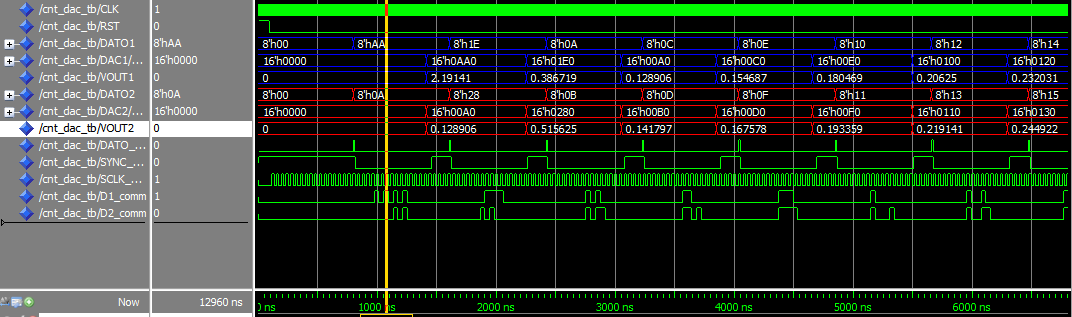 /cnt_dac_tb/CLK 1
/cnt_dac_tb/RST 0
/cnt_dac_tb/DATO1 8'hAA 8'h00 8'hAA 8'h1E 8'h0A 8'h0C 8'h0E 8'h10 8'h12 8'h14
/cnt_dac_tb/DAC1/... 16'h0000 16'h0000 16'h0AA0 16'h01E0 16'h00A0 16'h00C0 16'h00E0 16'h0100 16'h0120
/cnt_dac_tb/VOUT1 0 0 2.19141 0.386719 0.128906 0.154687 0.180469 0.20625 0.232031
/cnt_dac_tb/DATO2 8'h0A 8'h00 8'h0A 8'h28 8'h0B 8'h0D 8'h0F 8'h11 8'h13 8'h15
/cnt_dac_tb/DAC2/... 16'h0000 16'h0000 16'h00A0 16'h0280 16'h00B0 16'h00D0 16'h00F0 16'h0110 16'h0130
/cnt_dac_tb/VOUT2 0 0 0.128906 0.515625 0.141797 0.167578 0.193359 0.219141 0.244922
/cnt_dac_tb/DATO_... 0
/cnt_dac_tb/SYNC_... 0
/cnt_dac_tb/SCLK_... 1
/cnt_dac_tb/D1_comm 1
/cnt_dac_tb/D2_comm 0
Now 12960 ns ns 1000 ns 2000 ns 3000 ns 4000 ns 5000 ns 6000 ns